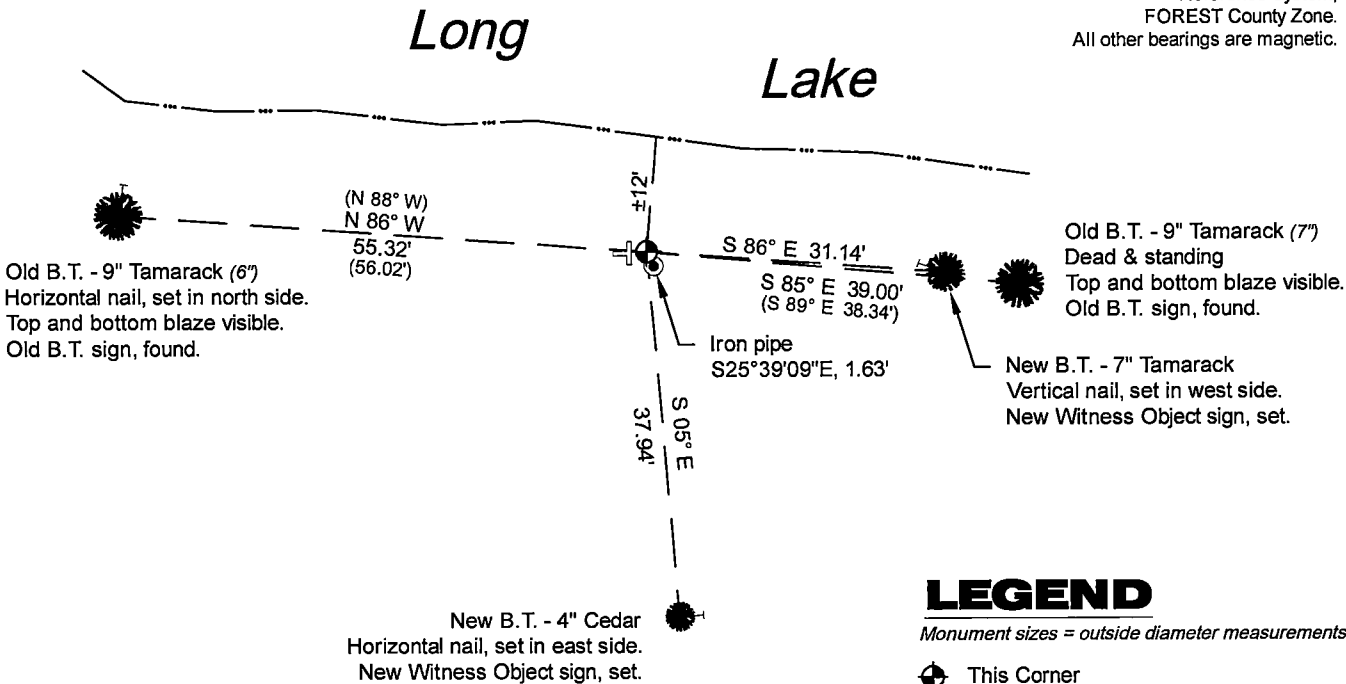 FOREST County Zone.
All other bearings are magnetic.
Long
Lake
±12'
(N 88° W)
N 86° W
55.32'
(56.02')
S 86° E 31.14'
S 85° E 39.00'
(S 89° E 38.34')
Old B.T. - 9" Tamarack (6")
Horizontal nail, set in north side.
Top and bottom blaze visible.
Old B.T. sign, found.
Old B.T. - 9" Tamarack (7")
Dead & standing
Top and bottom blaze visible.
Old B.T. sign, found.
Iron pipe
S25°39'09"E, 1.63'
New B.T. - 7" Tamarack
Vertical nail, set in west side.
New Witness Object sign, set.
S 05° E
37.94'
New B.T. - 4" Cedar
Horizontal nail, set in east side.
New Witness Object sign, set.
LEGEND
Monument sizes = outside diameter measurements
This Corner